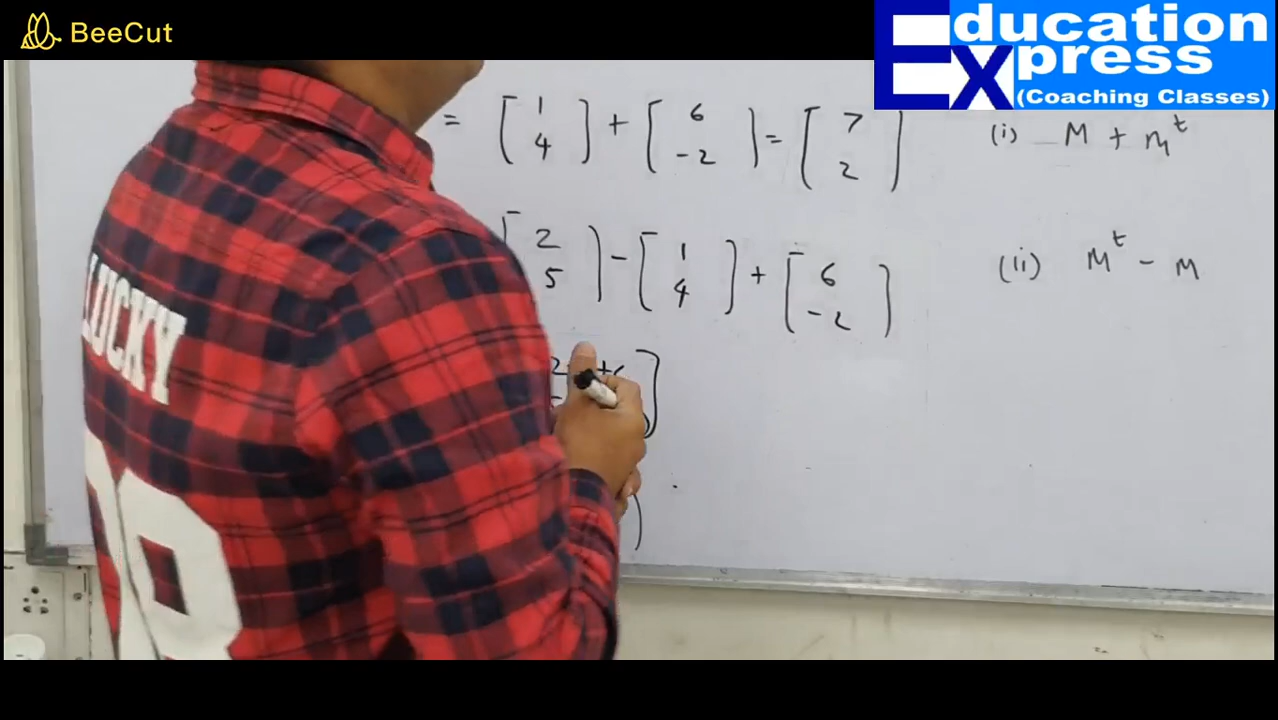 BeeCut
Education
Express
(Coaching Classes)
= [ 1 4 ] + [ 6 -2 ] = [ 7 2 ]
(i) M + M^t
[ 2 5 ] - [ 1 4 ] + [ 6 -2 ]
(ii) M^t - M
LUCKY